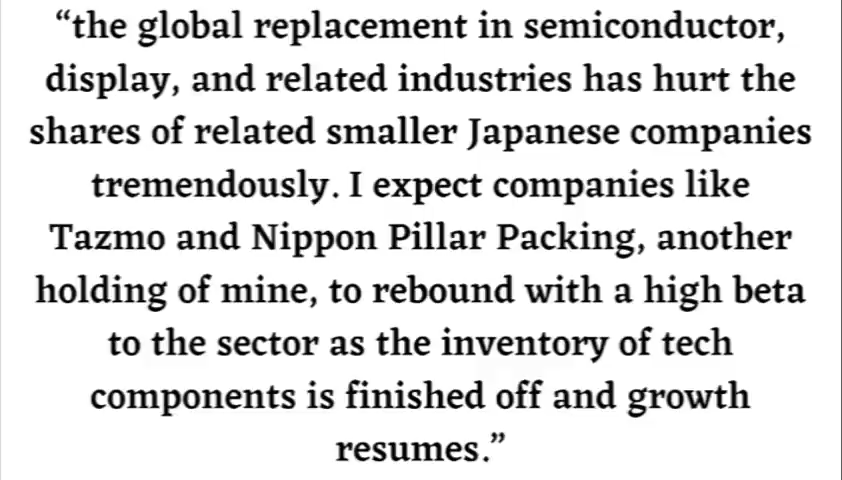 “the global replacement in semiconductor,
display, and related industries has hurt the
shares of related smaller Japanese companies
tremendously. I expect companies like
Tazmo and Nippon Pillar Packing, another
holding of mine, to rebound with a high beta
to the sector as the inventory of tech
components is finished off and growth
resumes.”